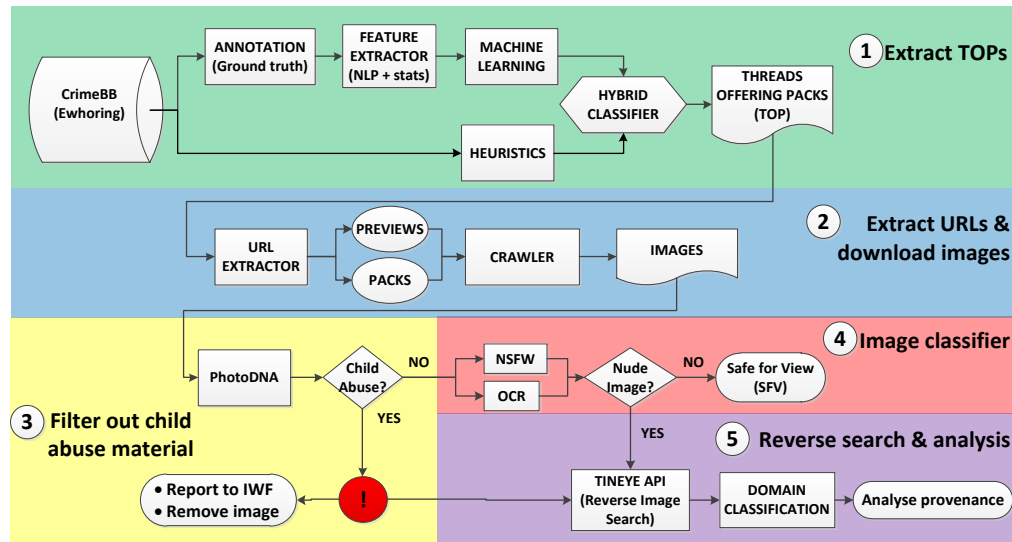 1 Extract TOPs
CrimeBB
(Ewhoring)
ANNOTATION
(Ground truth)
FEATURE
EXTRACTOR
(NLP + stats)
MACHINE
LEARNING
HEURISTICS
HYBRID
CLASSIFIER
THREADS
OFFERING PACKS
(TOP)
2 Extract URLs &
download images
URL
EXTRACTOR
PREVIEWS
PACKS
CRAWLER
IMAGES
3 Filter out child
abuse material
PhotoDNA
Child
Abuse?
NO
YES
!
• Report to IWF
• Remove image
4 Image classifier
NSFW
OCR
Nude
Image?
NO
Safe for View
(SFV)
YES
5 Reverse search & analysis
TINEYE API
(Reverse Image
Search)
DOMAIN
CLASSIFICATION
Analyse provenance